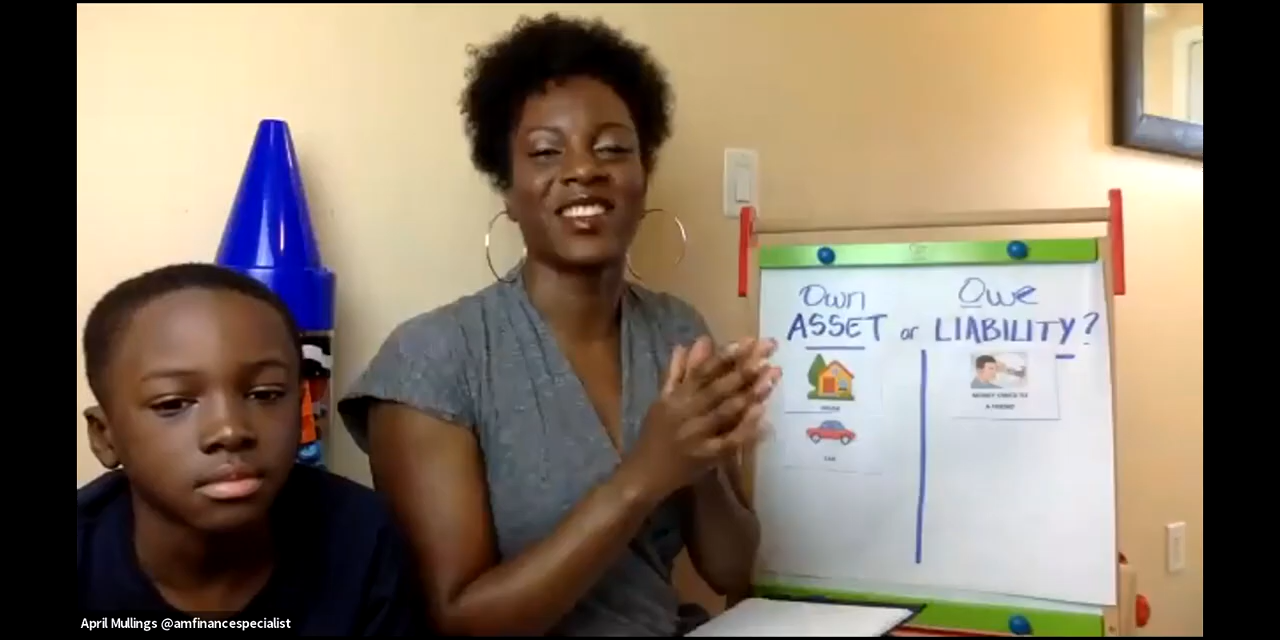 Own
Owe
ASSET or LIABILITY?
HOUSE
MONEY OWED TO
A FRIEND
CAR
April Mullings @amfinancespecialist